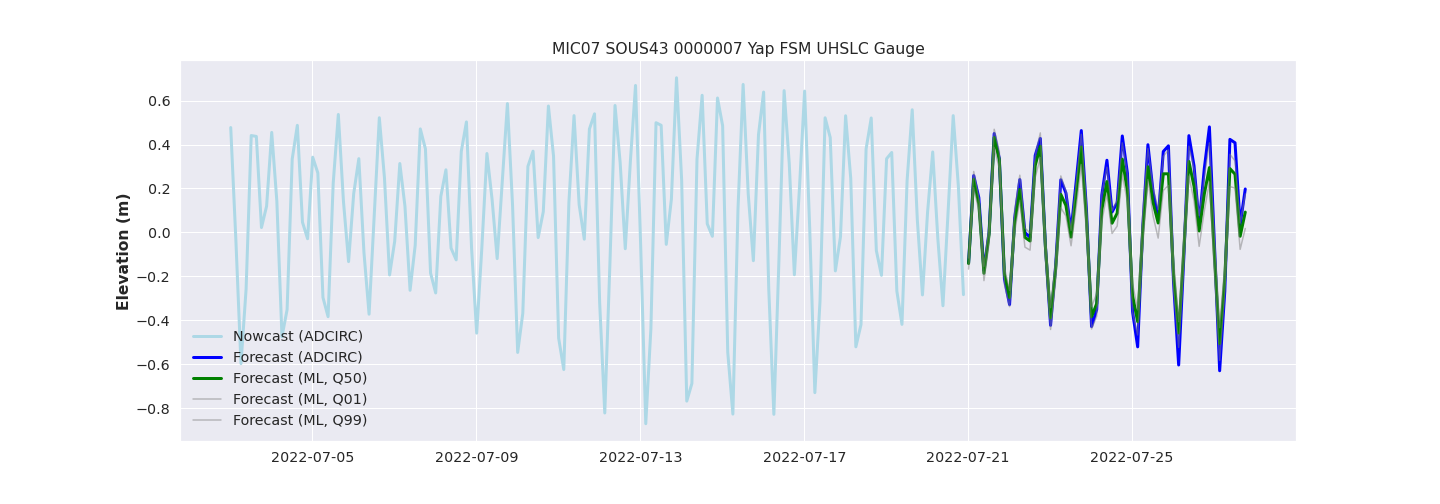 MIC07 SOUS43 0000007 Yap FSM UHSLC Gauge
Elevation (m)
0.6
0.4
0.2
0.0
−0.2
−0.4
−0.6
−0.8
Nowcast (ADCIRC)
Forecast (ADCIRC)
Forecast (ML, Q50)
Forecast (ML, Q01)
Forecast (ML, Q99)
2022-07-05
2022-07-09
2022-07-13
2022-07-17
2022-07-21
2022-07-25